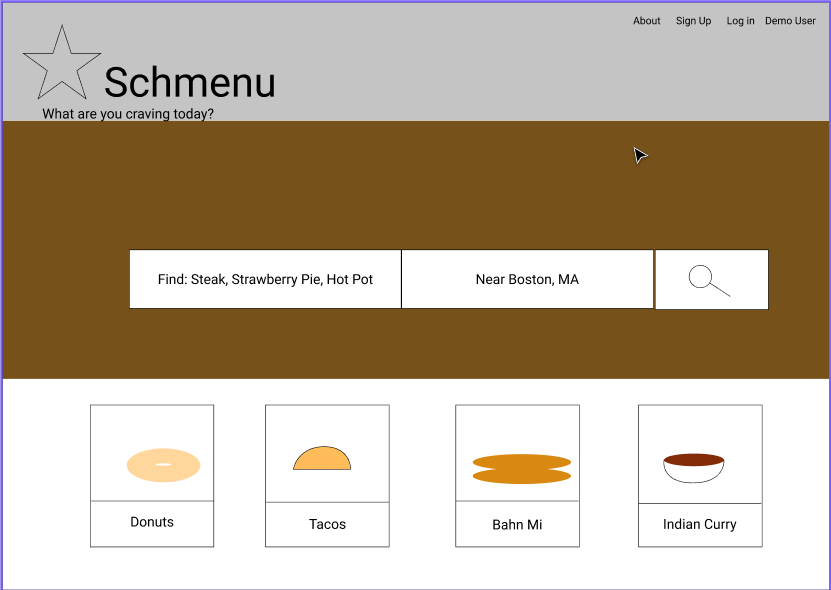 About Sign Up Log in Demo User
Schmenu
What are you craving today?
Find: Steak, Strawberry Pie, Hot Pot
Near Boston, MA
Donuts
Tacos
Bahn Mi
Indian Curry